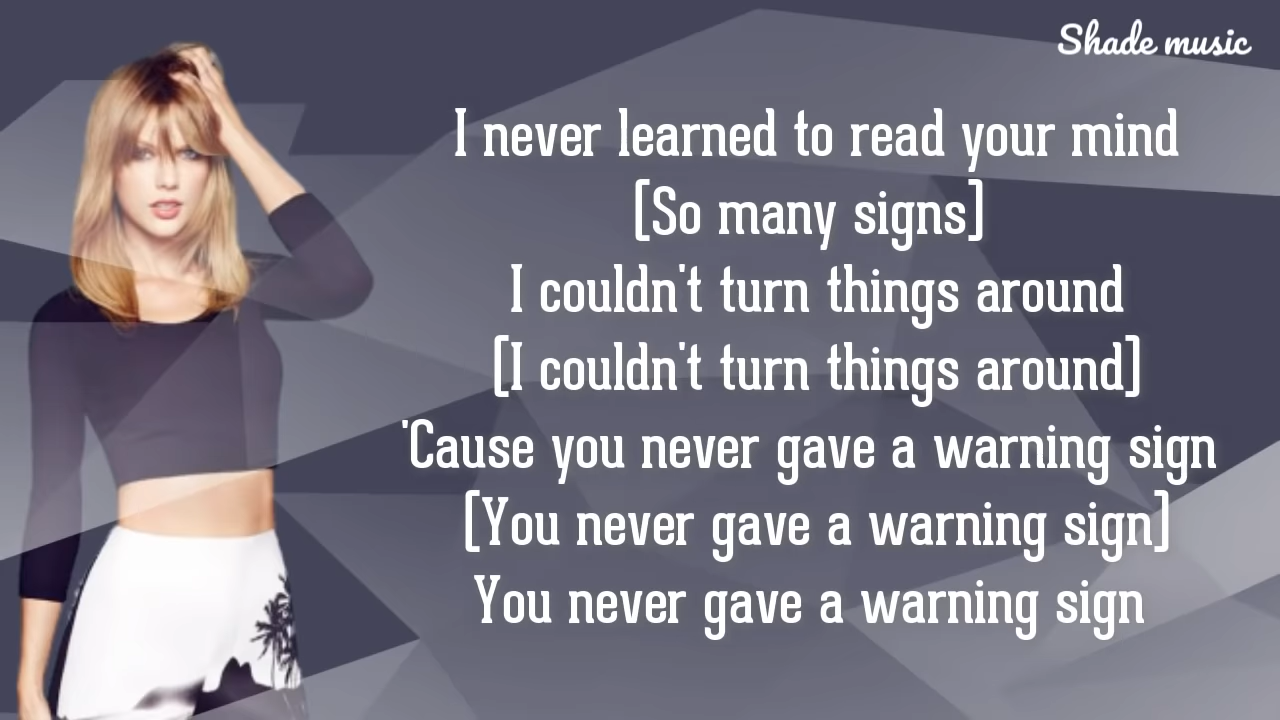 Shade music
I never learned to read your mind
[So many signs]
I couldn't turn things around
[I couldn't turn things around]
'Cause you never gave a warning sign
[You never gave a warning sign]
You never gave a warning sign